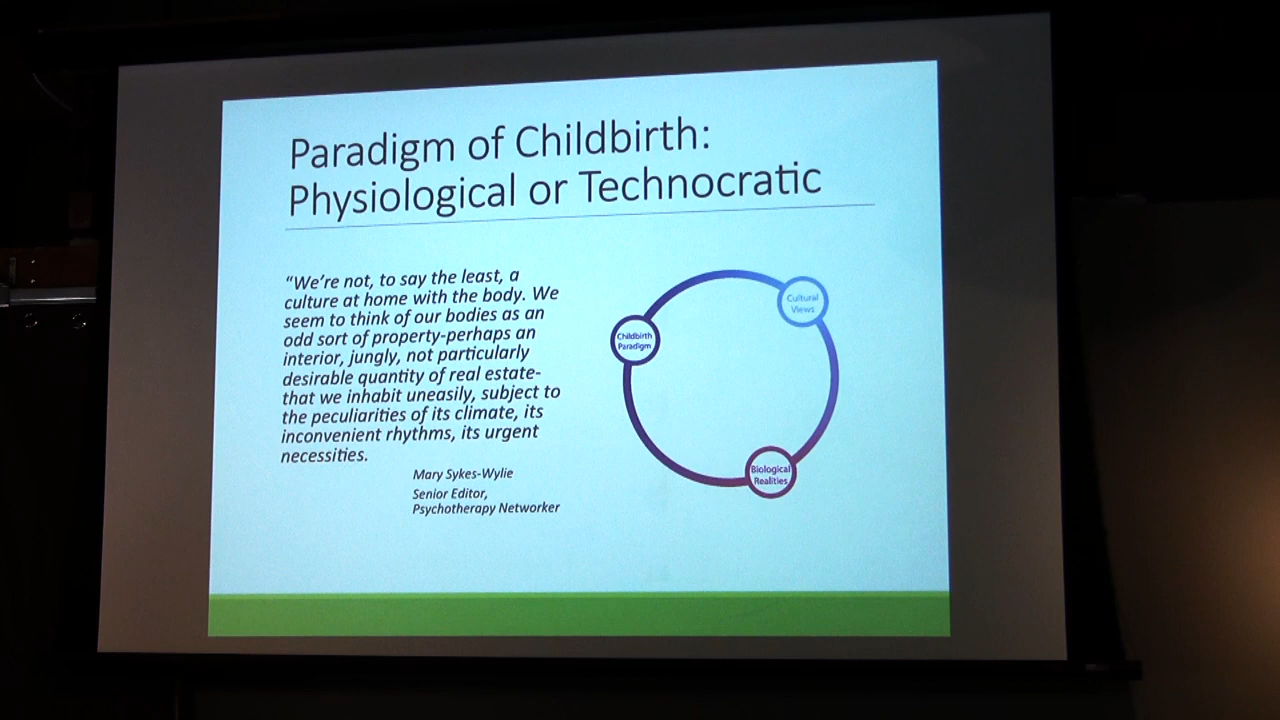 Paradigm of Childbirth:
Physiological or Technocratic
“We’re not, to say the least, a
culture at home with the body. We
seem to think of our bodies as an
odd sort of property-perhaps an
interior, jungly, not particularly
desirable quantity of real estate-
that we inhabit uneasily, subject to
the peculiarities of its climate, its
inconvenient rhythms, its urgent
necessities.
Mary Sykes-Wylie
Senior Editor,
Psychotherapy Networker
Cultural
Views
Childbirth
Paradigm
Biological
Realities